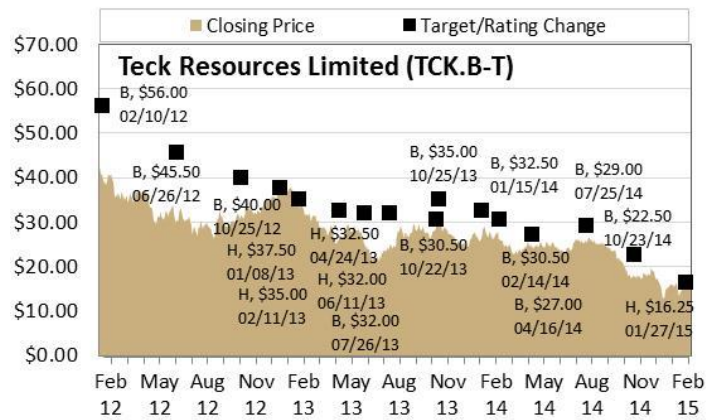 Closing Price Target/Rating Change
Teck Resources Limited (TCK.B-T)
$70.00
$60.00
$50.00
$40.00
$30.00
$20.00
$10.00
$0.00
B, $56.00
02/10/12
B, $45.50
06/26/12
B, $40.00
10/25/12
H, $37.50
01/08/13
H, $35.00
02/11/13
H, $32.50
04/24/13
H, $32.00
06/11/13
B, $32.00
07/26/13
B, $30.50
10/22/13
B, $35.00
10/25/13
B, $32.50
01/15/14
B, $30.50
02/14/14
B, $27.00
04/16/14
B, $29.00
07/25/14
B, $22.50
10/23/14
H, $16.25
01/27/15
Feb May Aug Nov Feb May Aug Nov Feb May Aug Nov Feb
12 12 12 12 13 13 13 13 14 14 14 14 15